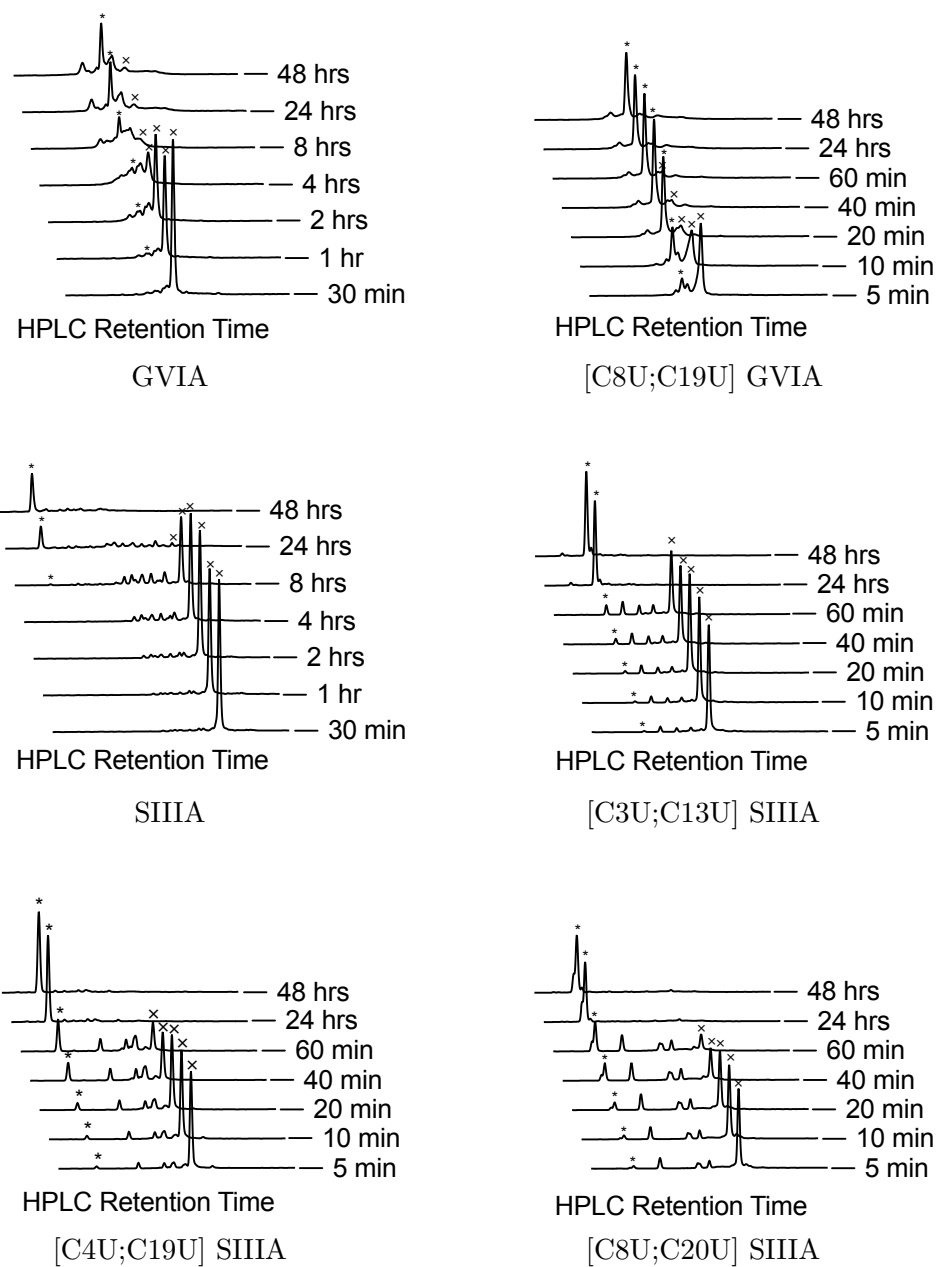 48 hrs
24 hrs
8 hrs
4 hrs
2 hrs
1 hr
30 min
HPLC Retention Time
GVIA
48 hrs
24 hrs
60 min
40 min
20 min
10 min
5 min
HPLC Retention Time
[C8U;C19U] GVIA
48 hrs
24 hrs
8 hrs
4 hrs
2 hrs
1 hr
30 min
HPLC Retention Time
SIIIA
48 hrs
24 hrs
60 min
40 min
20 min
10 min
5 min
HPLC Retention Time
[C3U;C13U] SIIIA
48 hrs
24 hrs
60 min
40 min
20 min
10 min
5 min
HPLC Retention Time
[C4U;C19U] SIIIA
48 hrs
24 hrs
60 min
40 min
20 min
10 min
5 min
HPLC Retention Time
[C8U;C20U] SIIIA